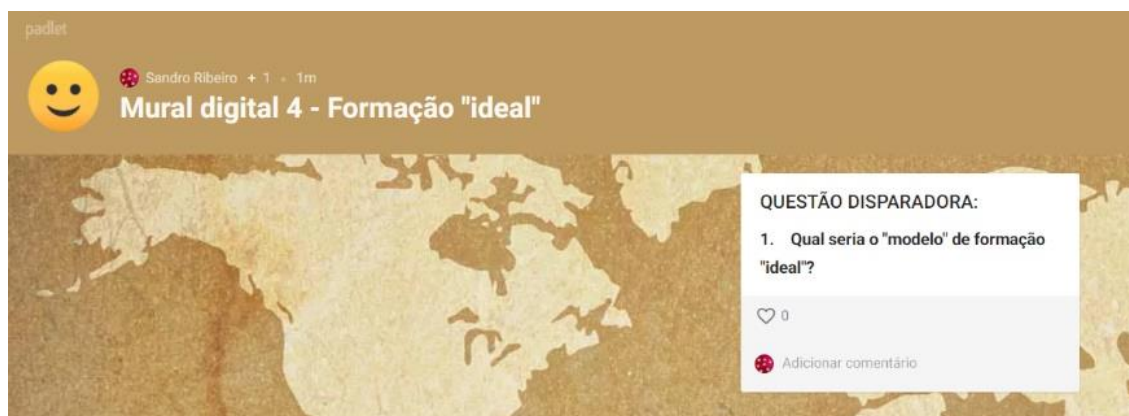 padlet
Sandro Ribeiro + 1 • 1m
Mural digital 4 - Formação "ideal"
QUESTÃO DISPARADORA:
1. Qual seria o "modelo" de formação
"ideal"?
0
Adicionar comentário